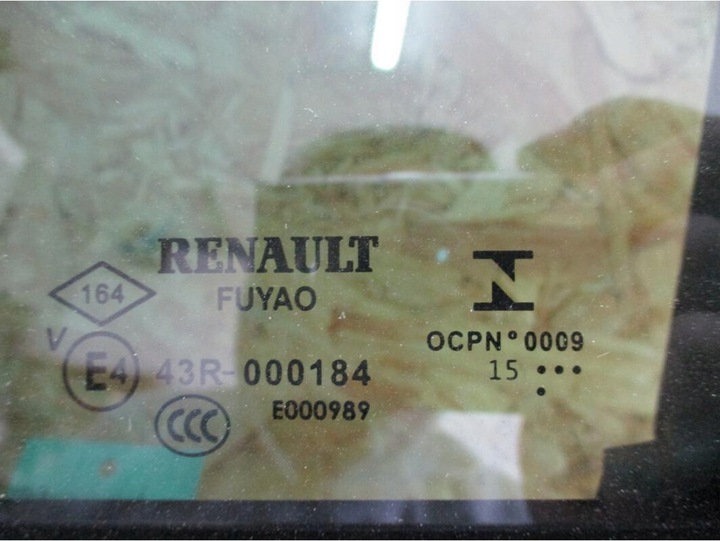 RENAULT
164
FUYAO
V
E4 43R-000184
CCC
E000989
OCPN°0009
15